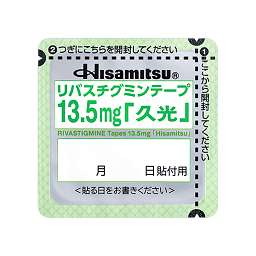 ②つぎにこちらを開封してください
①ここから開封してください
Hisamitsu®
リバスチグミンテープ
13.5mg「久光」
RIVASTIGMINE Tapes 13.5mg「Hisamitsu」
月 日貼付用
<貼る日をお書きください>